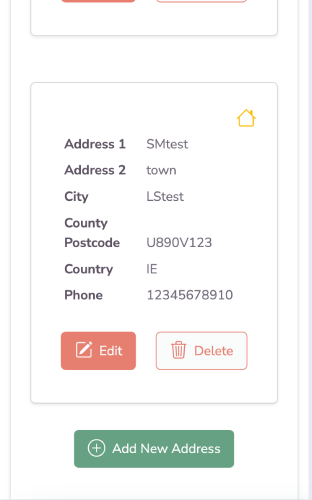 Address 1 SMtest
Address 2 town
City LStest
County
Postcode U890V123
Country IE
Phone 12345678910
Edit Delete
Add New Address